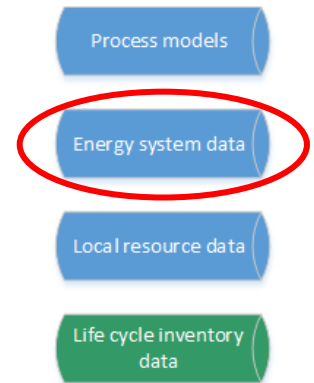 Process models
Energy system data
Local resource data
Life cycle inventory
data